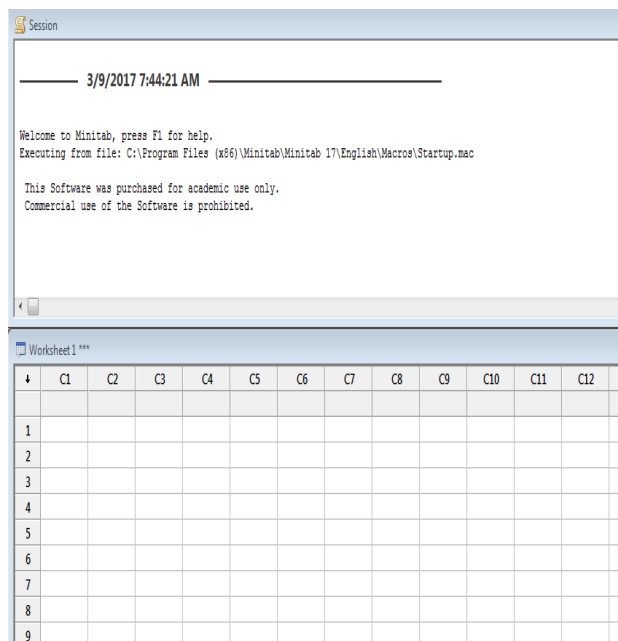 Session
3/9/2017 7:44:21 AM
Welcome to Minitab, press F1 for help.
Executing from file: C:\Program Files (x86)\Minitab\Minitab 17\English\Macros\Startup.mac
This Software was purchased for academic use only.
Commercial use of the Software is prohibited.
Worksheet 1 ***
↓ C1 C2 C3 C4 C5 C6 C7 C8 C9 C10 C11 C12
1
2
3
4
5
6
7
8
9